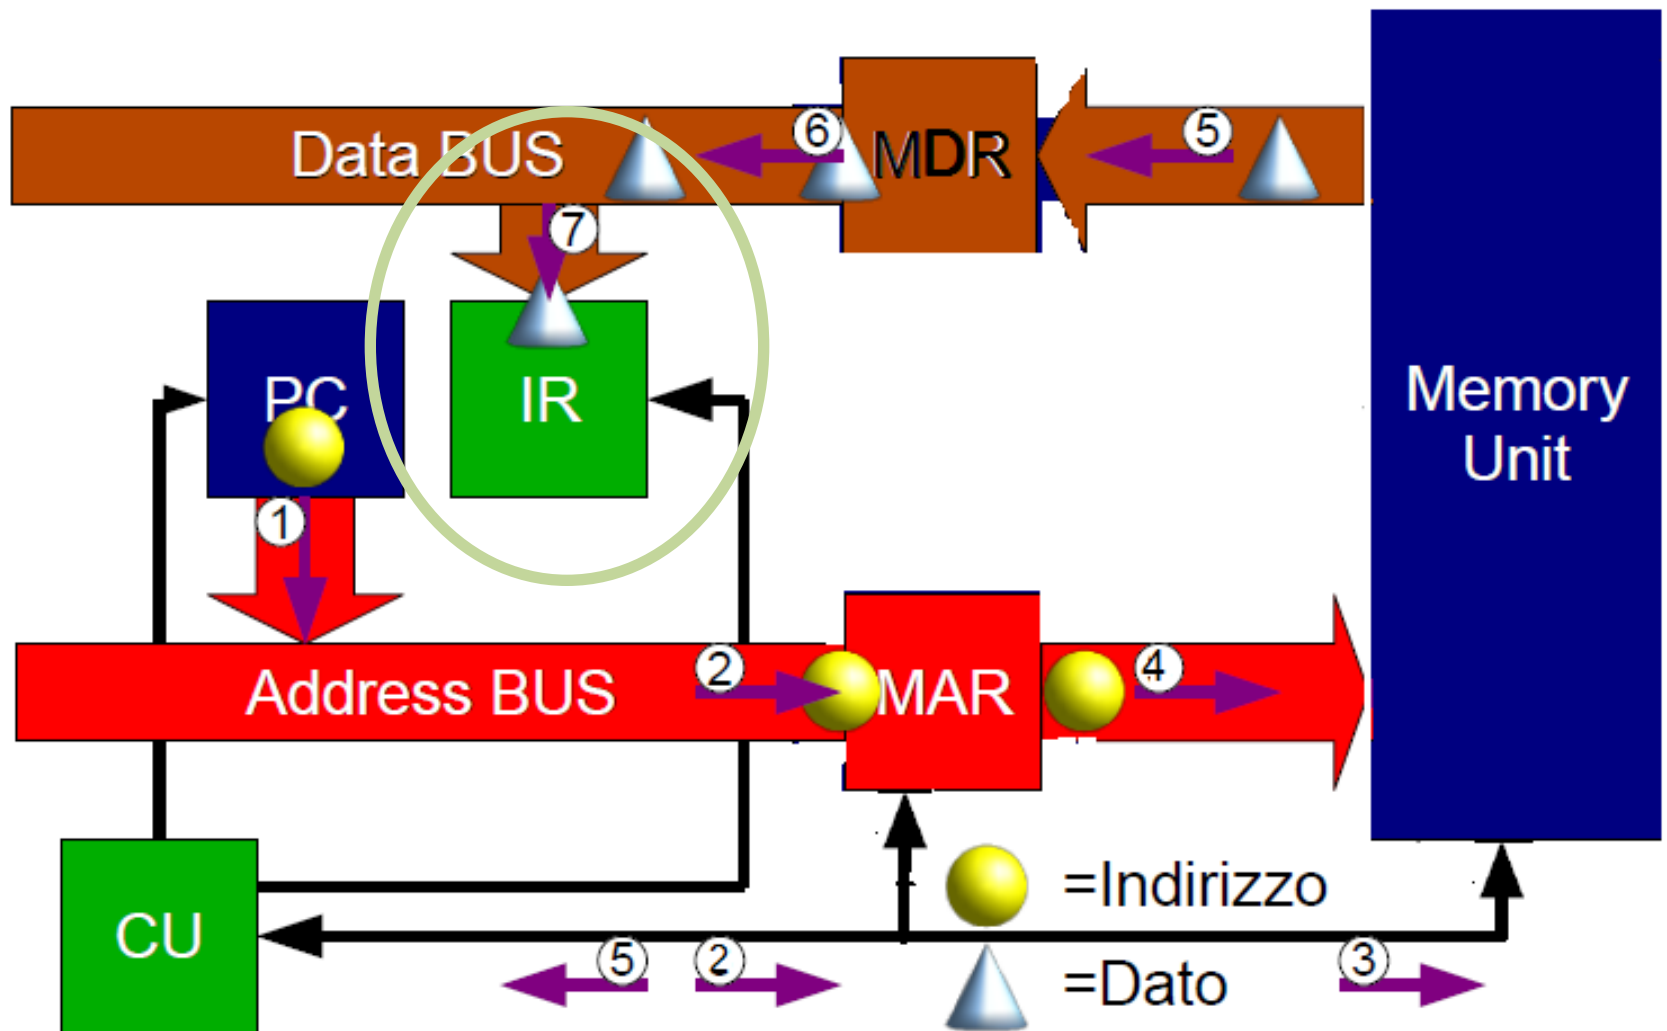 Data BUS
6
MDR
5
7
PC
IR
Memory
Unit
1
Address BUS
2
MAR
4
CU
=Indirizzo
5
2
=Dato
3